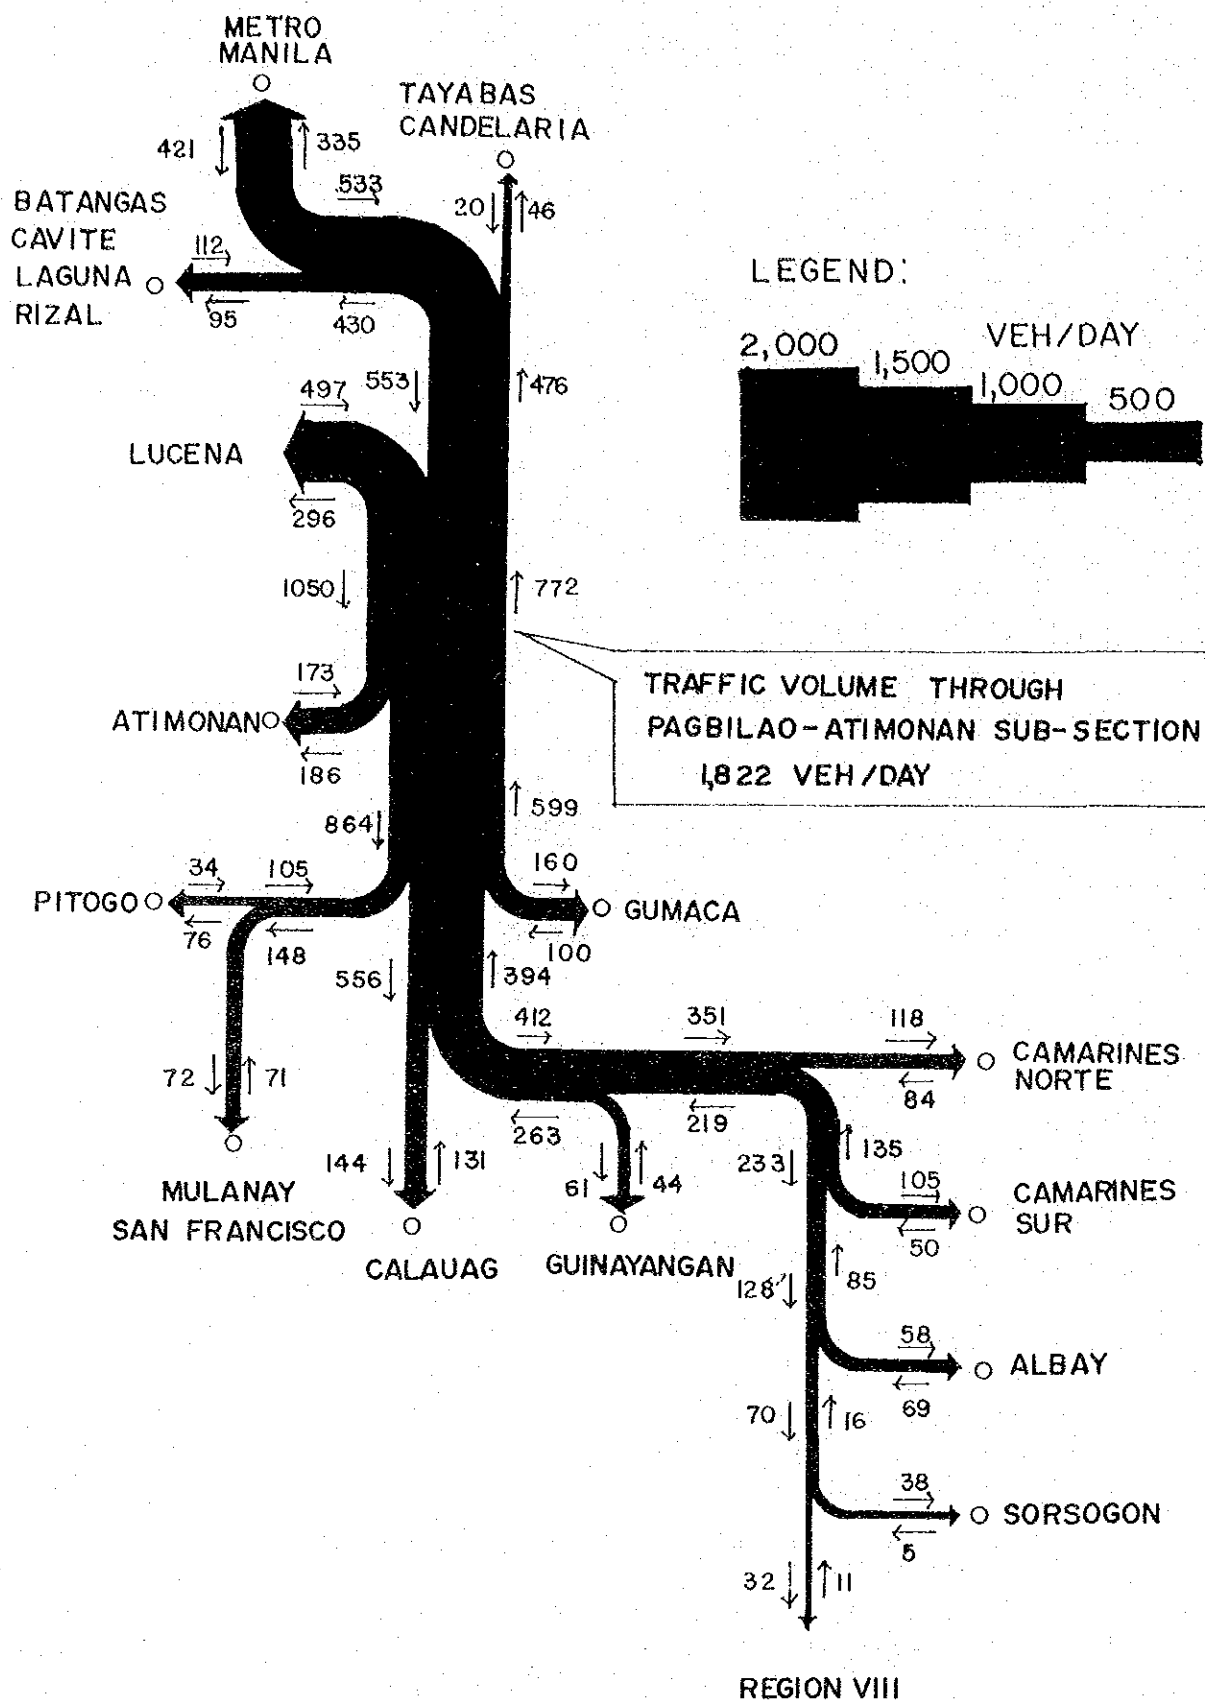 METRO
MANILA
TAYABAS
CANDELARIA
421
335
533
20
46
BATANGAS
CAVITE
LAGUNA
RIZAL
112
95
430
LEGEND:
VEH/DAY
2,000
1,500
1,000
500
553
476
497
LUCENA
296
1050
772
TRAFFIC VOLUME THROUGH
PAGBILAO-ATIMONAN SUB-SECTION
1,822 VEH/DAY
173
ATIMONAN
186
864
599
34
105
160
PITOGO
GUMACA
76
148
100
556
394
412
351
118
CAMARINES
NORTE
72
71
263
219
84
144
131
61
44
233
135
105
CAMARINES
SUR
50
MULANAY
SAN FRANCISCO
CALAUAG
GUINAYANGAN
128
85
58
ALBAY
69
70
16
38
SORSOGON
5
32
11
REGION VIII